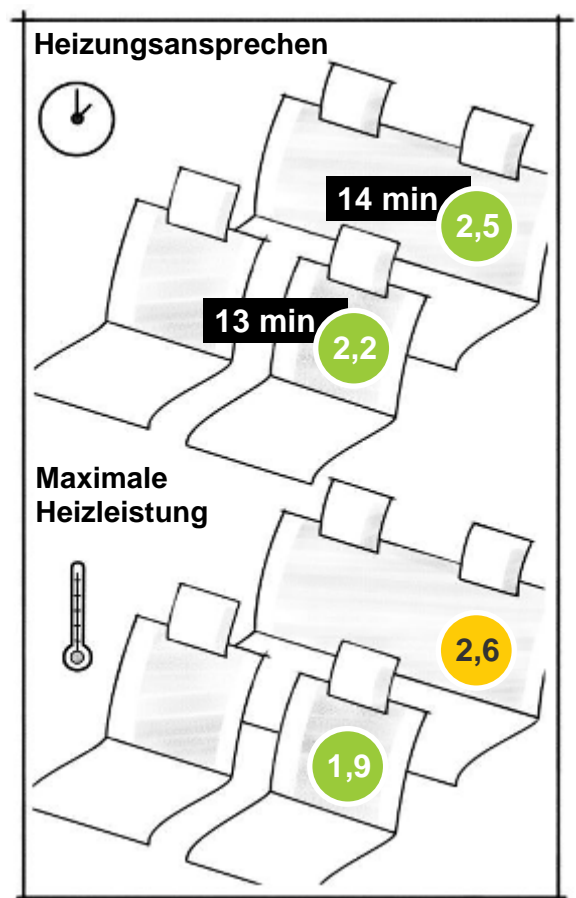 Heizungsansprechen
14 min
2,5
13 min
2,2
Maximale
Heizleistung
2,6
1,9